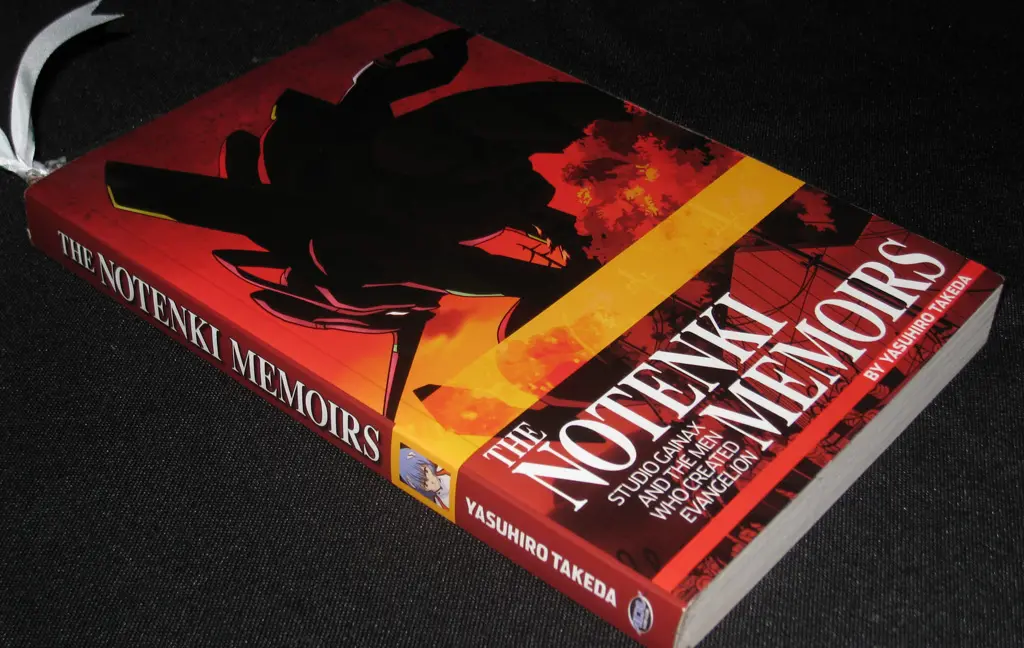 THE NOTENKI MEMOIRS
YASUHIRO TAKEDA
THE
NOTENKI
MEMOIRS
STUDIO GAINAX
AND THE MEN
WHO CREATED
EVANGELION
BY YASUHIRO TAKEDA